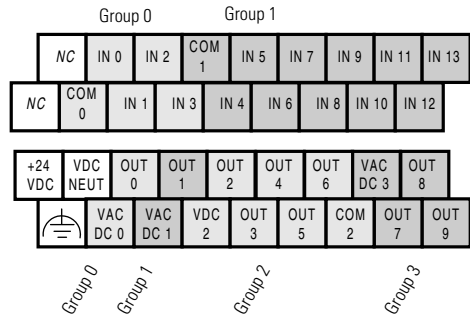 Group 0 Group 1
NC IN 0 IN 2 COM 1 IN 5 IN 7 IN 9 IN 11 IN 13
NC COM 0 IN 1 IN 3 IN 4 IN 6 IN 8 IN 10 IN 12
+24 VDC VDC NEUT OUT 0 OUT 1 OUT 2 OUT 4 OUT 6 VAC DC 3 OUT 8
VAC DC 0 VAC DC 1 VDC 2 OUT 3 OUT 5 COM 2 OUT 7 OUT 9
Group 0 Group 1 Group 2 Group 3